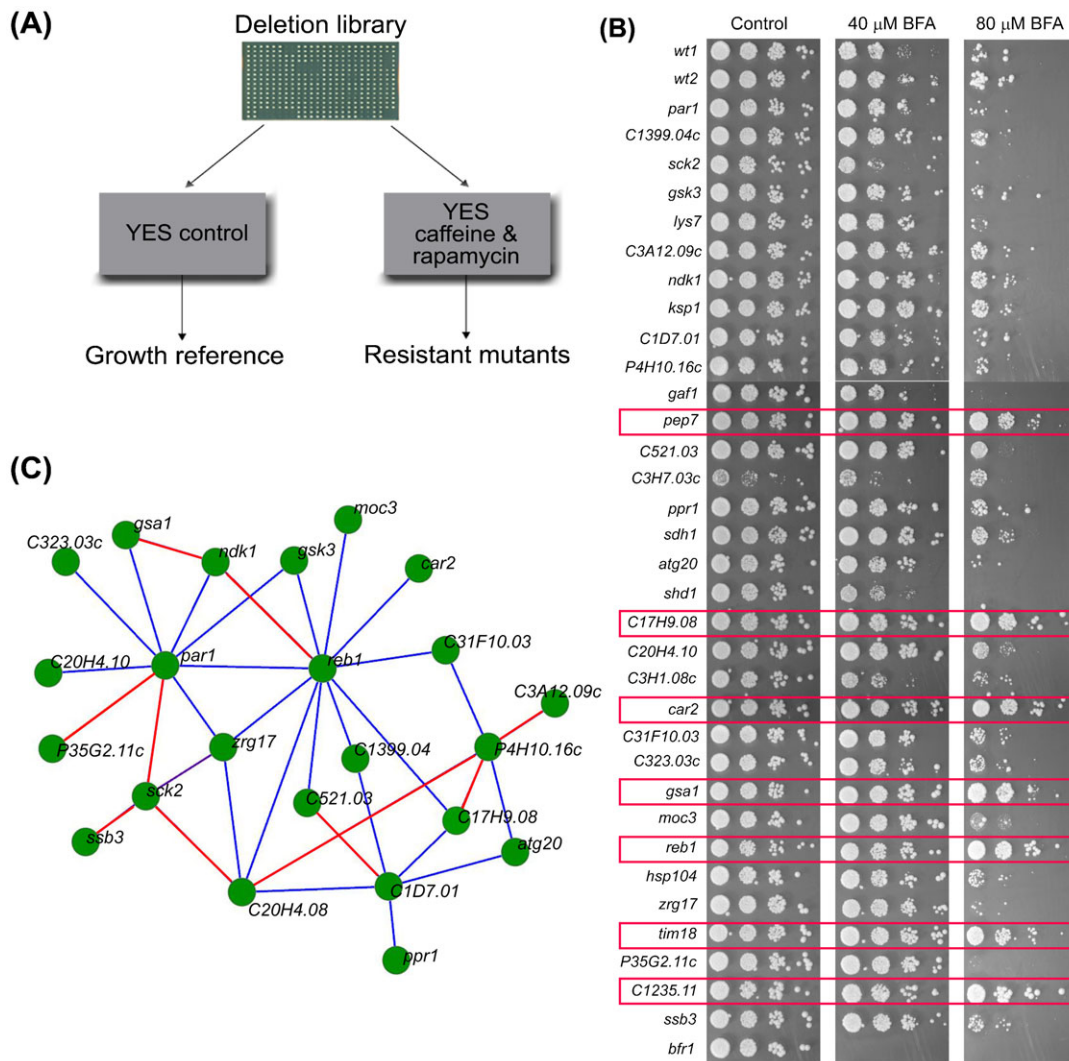 (A)
Deletion library
YES control
YES
caffeine &
rapamycin
Growth reference
Resistant mutants
(B)
Control
40 µM BFA
80 µM BFA
wt1
wt2
par1
C1399.04c
sck2
gsk3
lys7
C3A12.09c
ndk1
ksp1
C1D7.01
P4H10.16c
gaf1
pep7
C521.03
C3H7.03c
ppr1
sdh1
atg20
shd1
C17H9.08
C20H4.10
C3H1.08c
car2
C31F10.03
C323.03c
gsa1
moc3
reb1
hsp104
zrg17
tim18
P35G2.11c
C1235.11
ssb3
bfr1
(C)
gsa1
moc3
C323.03c
ndk1
gsk3
car2
C31F10.03
C20H4.10
par1
reb1
C3A12.09c
P35G2.11c
zrg17
C1399.04
P4H10.16c
sck2
C521.03
C17H9.08
ssb3
atg20
C20H4.08
C1D7.01
ppr1